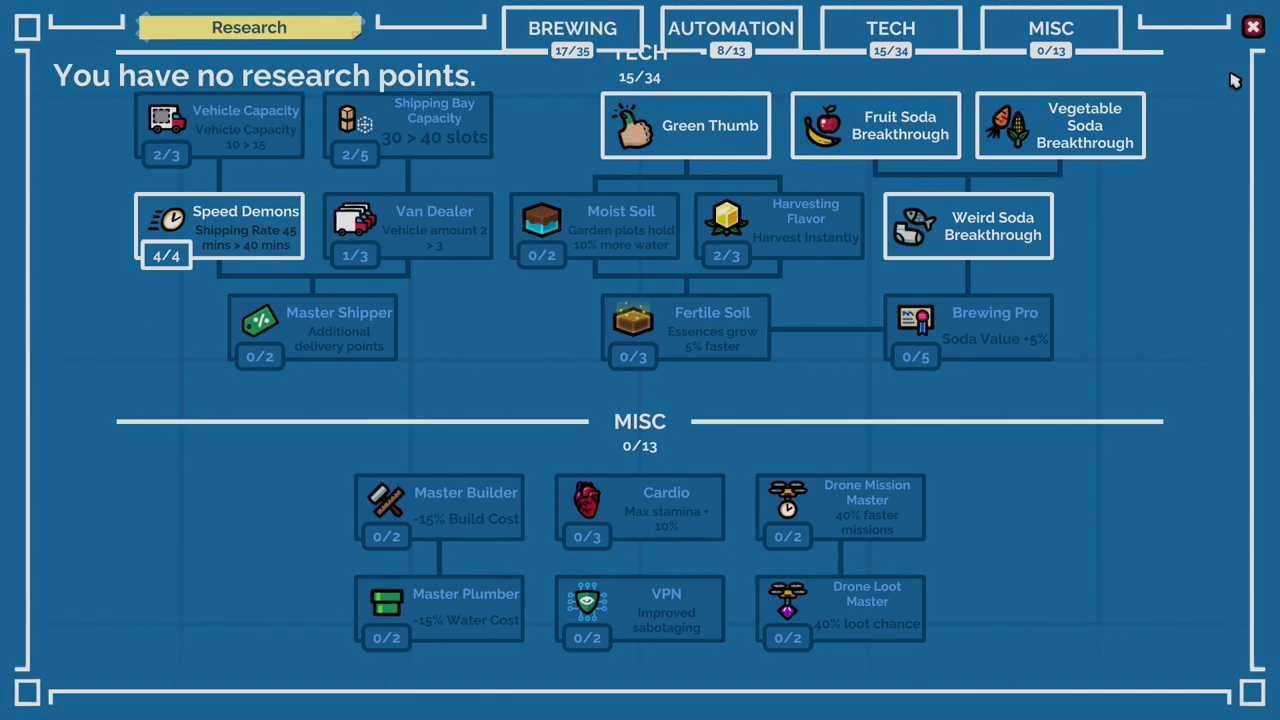 Research
BREWING
17/35
AUTOMATION
8/13
TECH
15/34
MISC
0/13
TECH
15/34
You have no research points.
Vehicle Capacity
Vehicle Capacity
10 > 15
2/3
Shipping Bay
Capacity
30 > 40 slots
2/5
Green Thumb
Fruit Soda
Breakthrough
Vegetable
Soda
Breakthrough
Speed Demons
Shipping Rate 45
mins > 40 mins
4/4
Van Dealer
Vehicle amount 2
> 3
1/3
Moist Soil
Garden plots hold
10% more water
0/2
Harvesting
Flavor
Harvest Instantly
2/3
Weird Soda
Breakthrough
Master Shipper
Additional
delivery points
0/2
Fertile Soil
Essences grow
5% faster
0/3
Brewing Pro
Soda Value +5%
0/5
MISC
0/13
Master Builder
-15% Build Cost
0/2
Cardio
Max stamina +
10%
0/3
Drone Mission
Master
40% faster
missions
0/2
Master Plumber
-15% Water Cost
0/2
VPN
Improved
sabotaging
0/2
Drone Loot
Master
40% loot chance
0/2